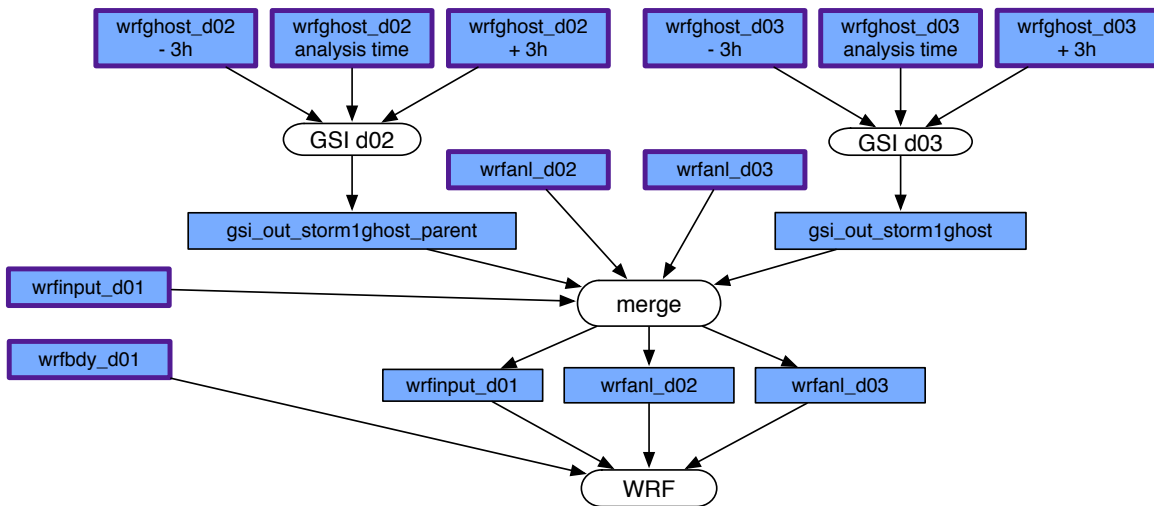 wrfghost_d02
- 3h
wrfghost_d02
analysis time
wrfghost_d02
+ 3h
wrfghost_d03
- 3h
wrfghost_d03
analysis time
wrfghost_d03
+ 3h
GSI d02
GSI d03
wrfanl_d02
wrfanl_d03
gsi_out_storm1ghost_parent
gsi_out_storm1ghost
wrfinput_d01
merge
wrfbdy_d01
wrfinput_d01
wrfanl_d02
wrfanl_d03
WRF